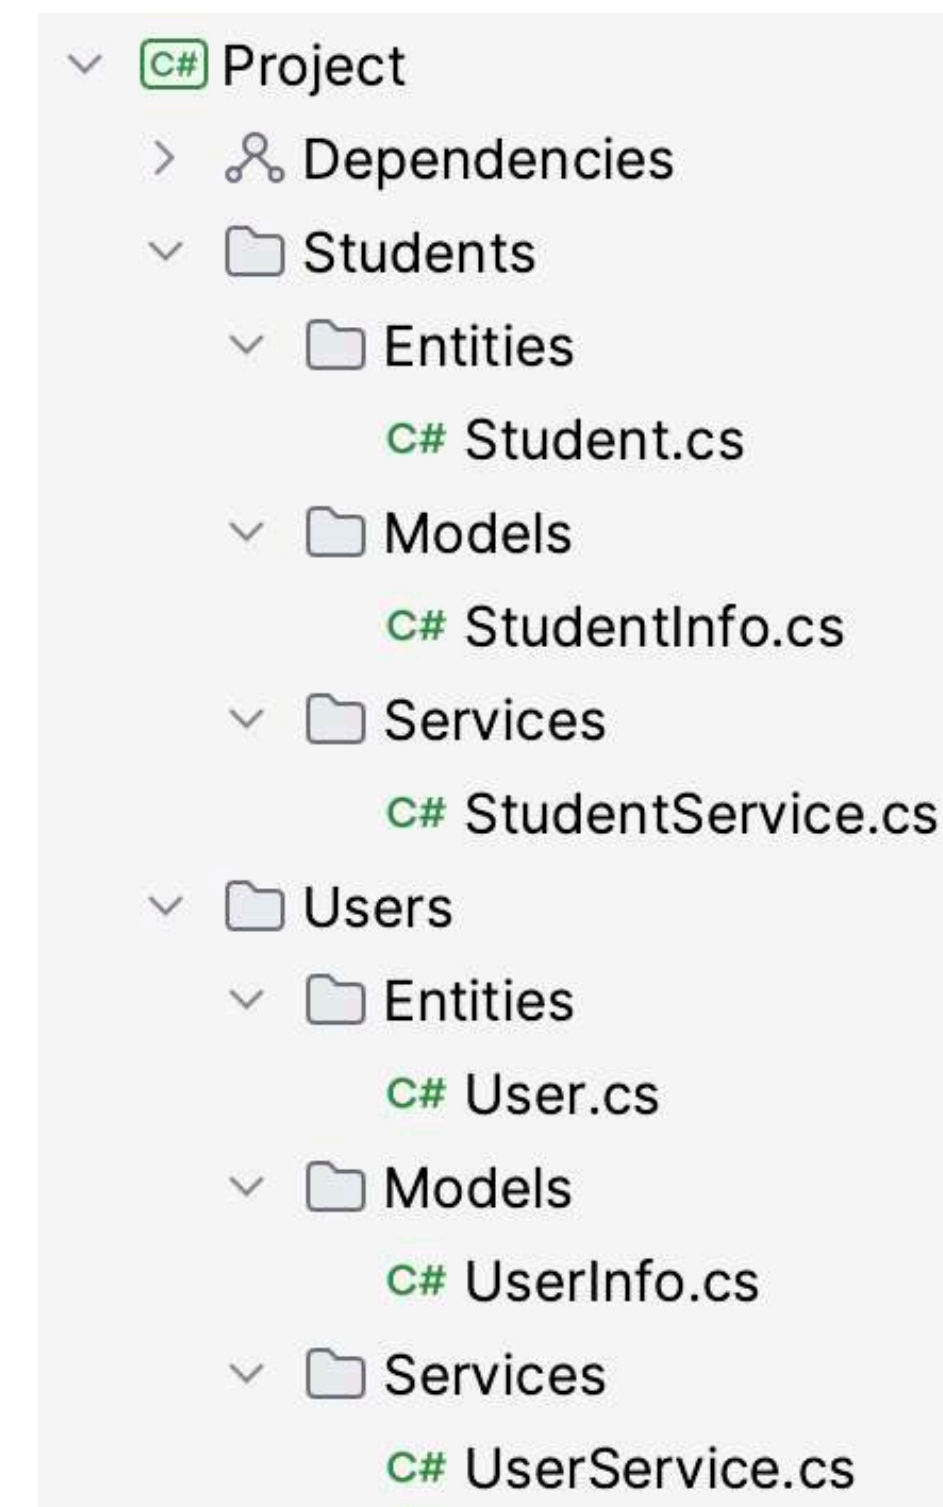 C# Project
Dependencies
Students
Entities
C# Student.cs
Models
C# StudentInfo.cs
Services
C# StudentService.cs
Users
Entities
C# User.cs
Models
C# UserInfo.cs
Services
C# UserService.cs